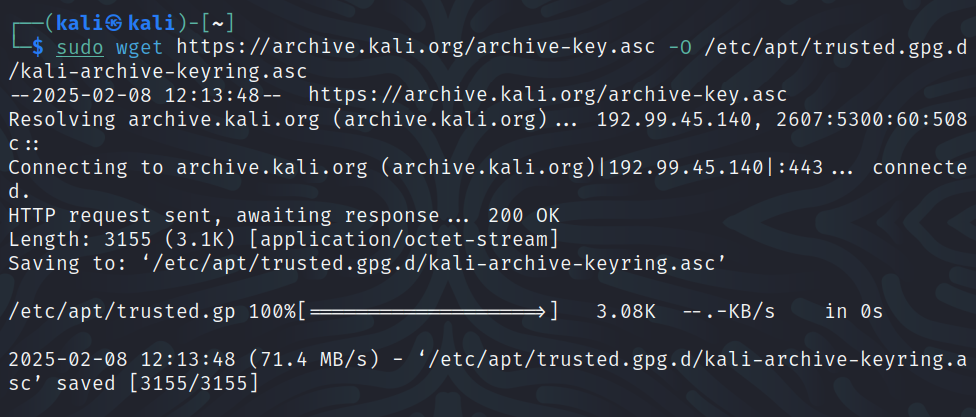 ┌──(kali㉿kali)-[~]
└─$ sudo wget https://archive.kali.org/archive-key.asc -O /etc/apt/trusted.gpg.d
/kali-archive-keyring.asc
--2025-02-08 12:13:48--  https://archive.kali.org/archive-key.asc
Resolving archive.kali.org (archive.kali.org)... 192.99.45.140, 2607:5300:60:508
c::
Connecting to archive.kali.org (archive.kali.org)|192.99.45.140|:443... connecte
d.
HTTP request sent, awaiting response... 200 OK
Length: 3155 (3.1K) [application/octet-stream]
Saving to: ‘/etc/apt/trusted.gpg.d/kali-archive-keyring.asc’
/etc/apt/trusted.gp 100%[===================>]   3.08K  --.-KB/s    in 0s
2025-02-08 12:13:48 (71.4 MB/s) - ‘/etc/apt/trusted.gpg.d/kali-archive-keyring.a
sc’ saved [3155/3155]